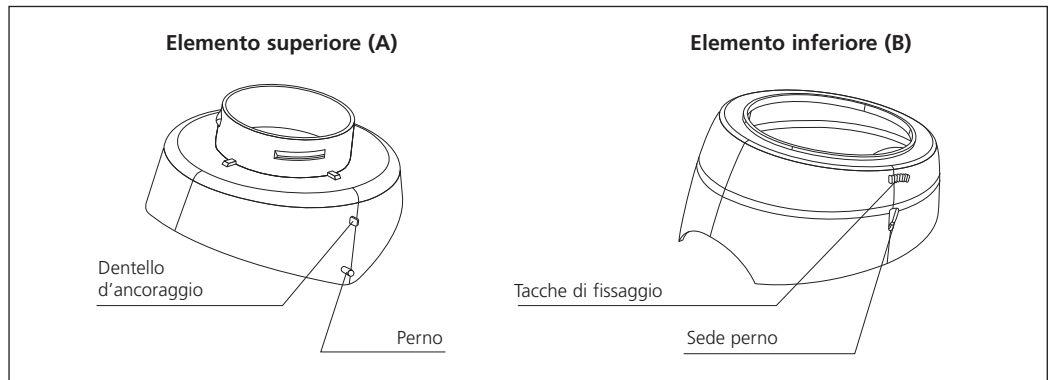 Elemento superiore (A)
Elemento inferiore (B)
Dentello
d’ancoraggio
Perno
Tacche di fissaggio
Sede perno